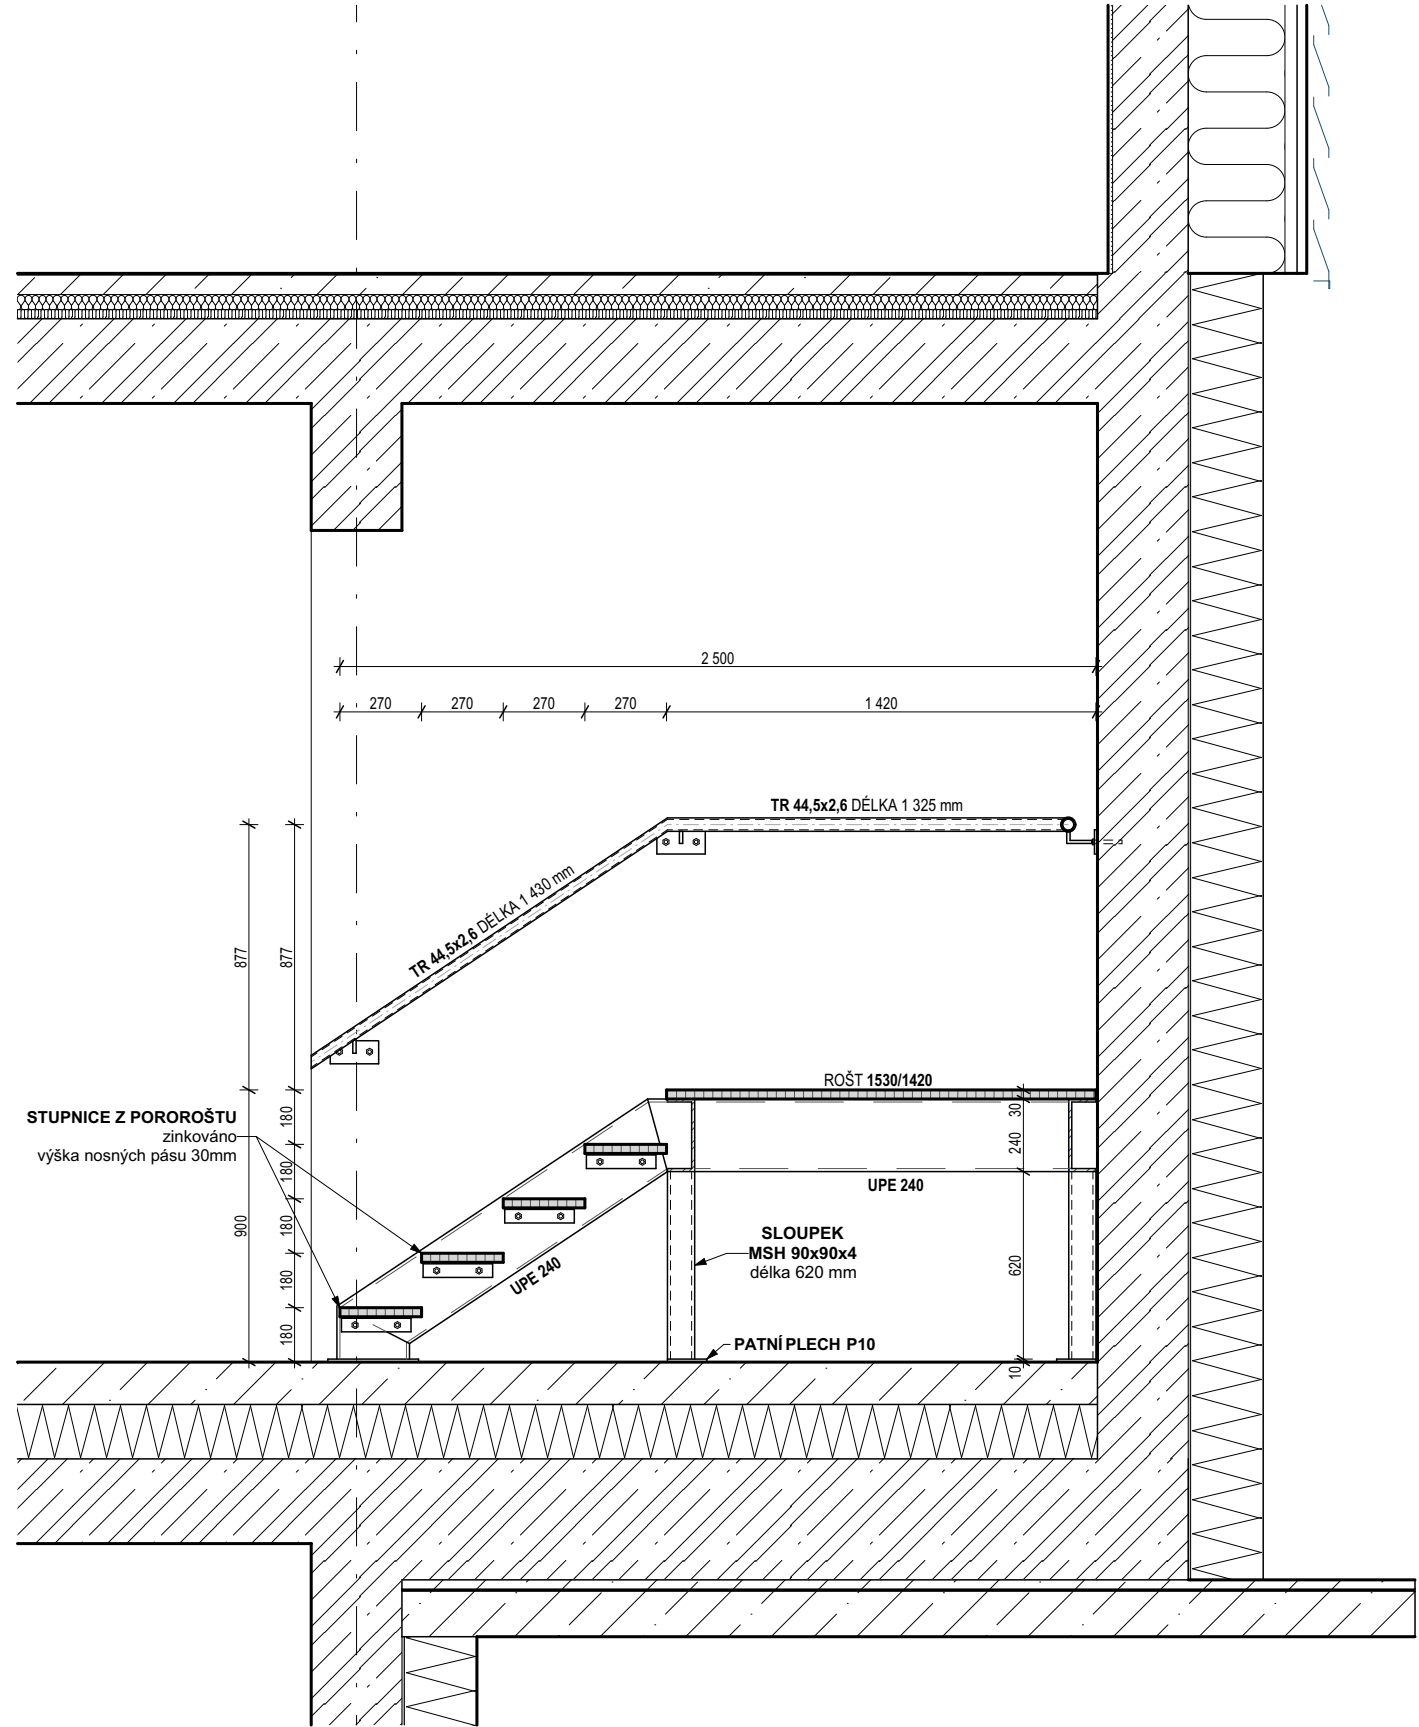 2 500
270
270
270
270
1 420
TR 44,5x2,6 DÉLKA 1 325 mm
TR 44,5x2,6 DÉLKA 1 430 mm
877
877
ROŠT 1530/1420
STUPNICE Z POROROŠTU
zinkováno
výška nosných pásu 30mm
180
180
180
180
180
900
30
240
620
10
UPE 240
UPE 240
SLOUPEK
MSH 90x90x4
délka 620 mm
PATNÍ PLECH P10